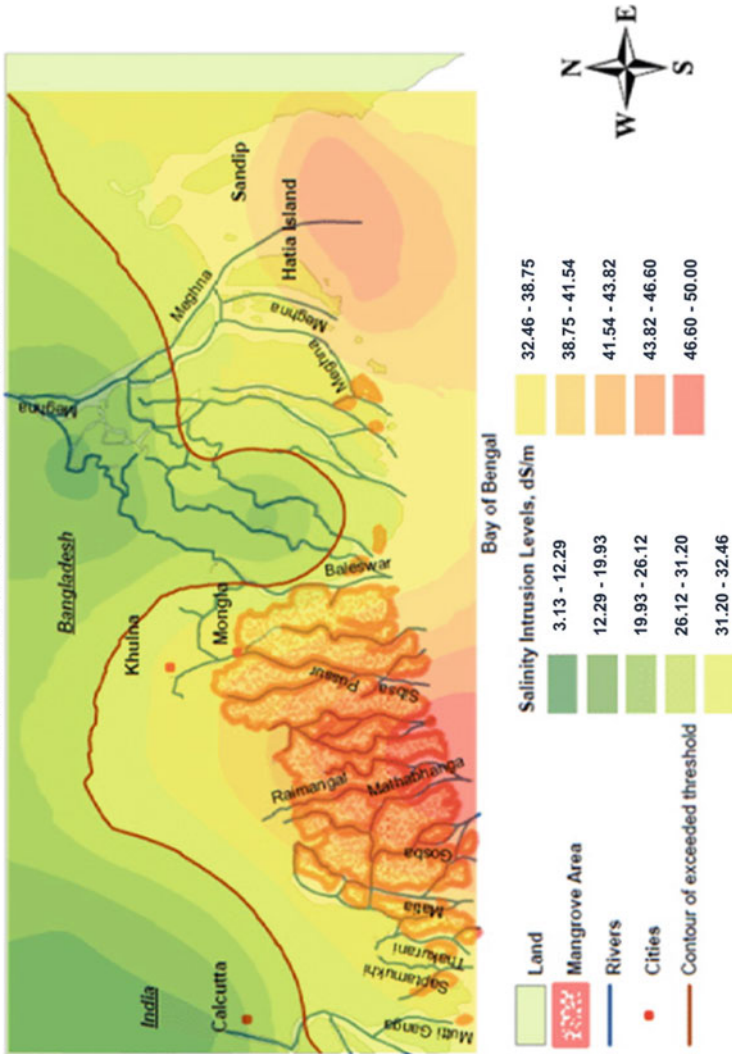 India
Calcutta
Bangladesh
Khulna
Mongla
Meghna
Meghna
Meghna
Meghna
Sandip
Hatia Island
Baleswar
Sibsa
Raimangal
Mathabhanga
Gosba
Matla
Thakurani
Saptamukhi
Mutti Ganga
Bay of Bengal
N
E
W
S
Land
Mangrove Area
Rivers
Cities
Contour of exceeded threshold
Salinity Intrusion Levels, dS/m
3.13 - 12.29
12.29 - 19.93
19.93 - 26.12
26.12 - 31.20
31.20 - 32.46
32.46 - 38.75
38.75 - 41.54
41.54 - 43.82
43.82 - 46.60
46.60 - 50.00